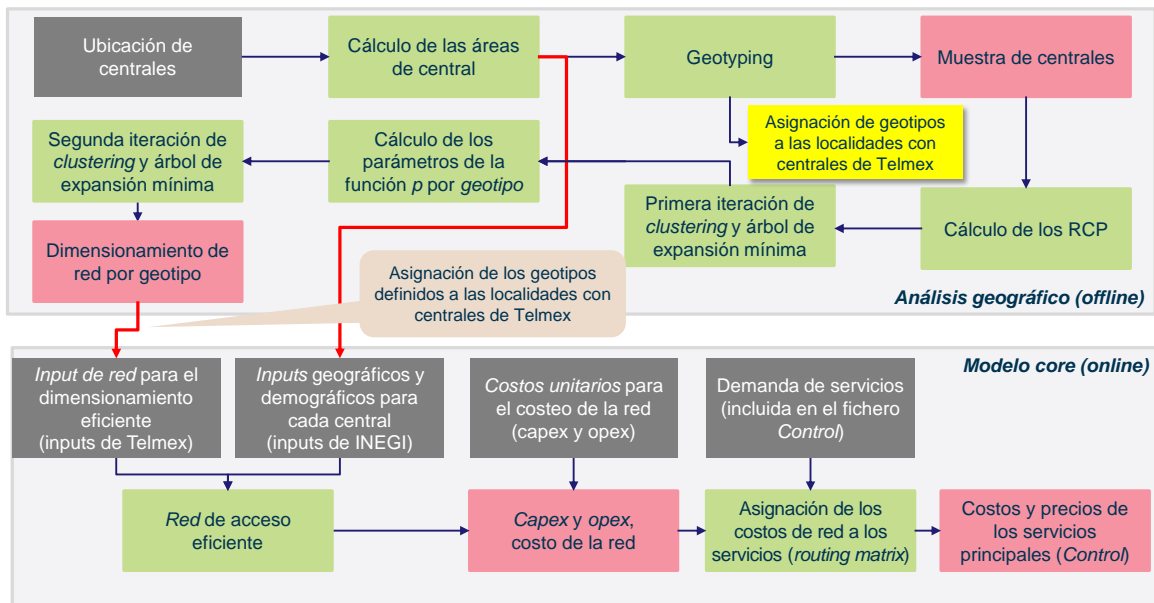 Ubicación de
centrales
Cálculo de las áreas
de central
Geotyping
Muestra de centrales
Asignación de geotipos
a las localidades con
centrales de Telmex
Segunda iteración de
clustering y árbol de
expansión mínima
Cálculo de los
parámetros de la
función p por geotipo
Primera iteración de
clustering y árbol de
expansión mínima
Cálculo de los RCP
Dimensionamiento de
red por geotipo
Asignación de los geotipos
definidos a las localidades con
centrales de Telmex
Análisis geográfico (offline)
Modelo core (online)
Input de red para el
dimensionamiento
eficiente
(inputs de Telmex)
Inputs geográficos y
demográficos para
cada central
(inputs de INEGI)
Costos unitarios para
el costeo de la red
(capex y opex)
Demanda de servicios
(incluida en el fichero
Control)
Red de acceso
eficiente
Capex y opex,
costo de la red
Asignación de los
costos de red a los
servicios (routing matrix)
Costos y precios de
los servicios
principales (Control)